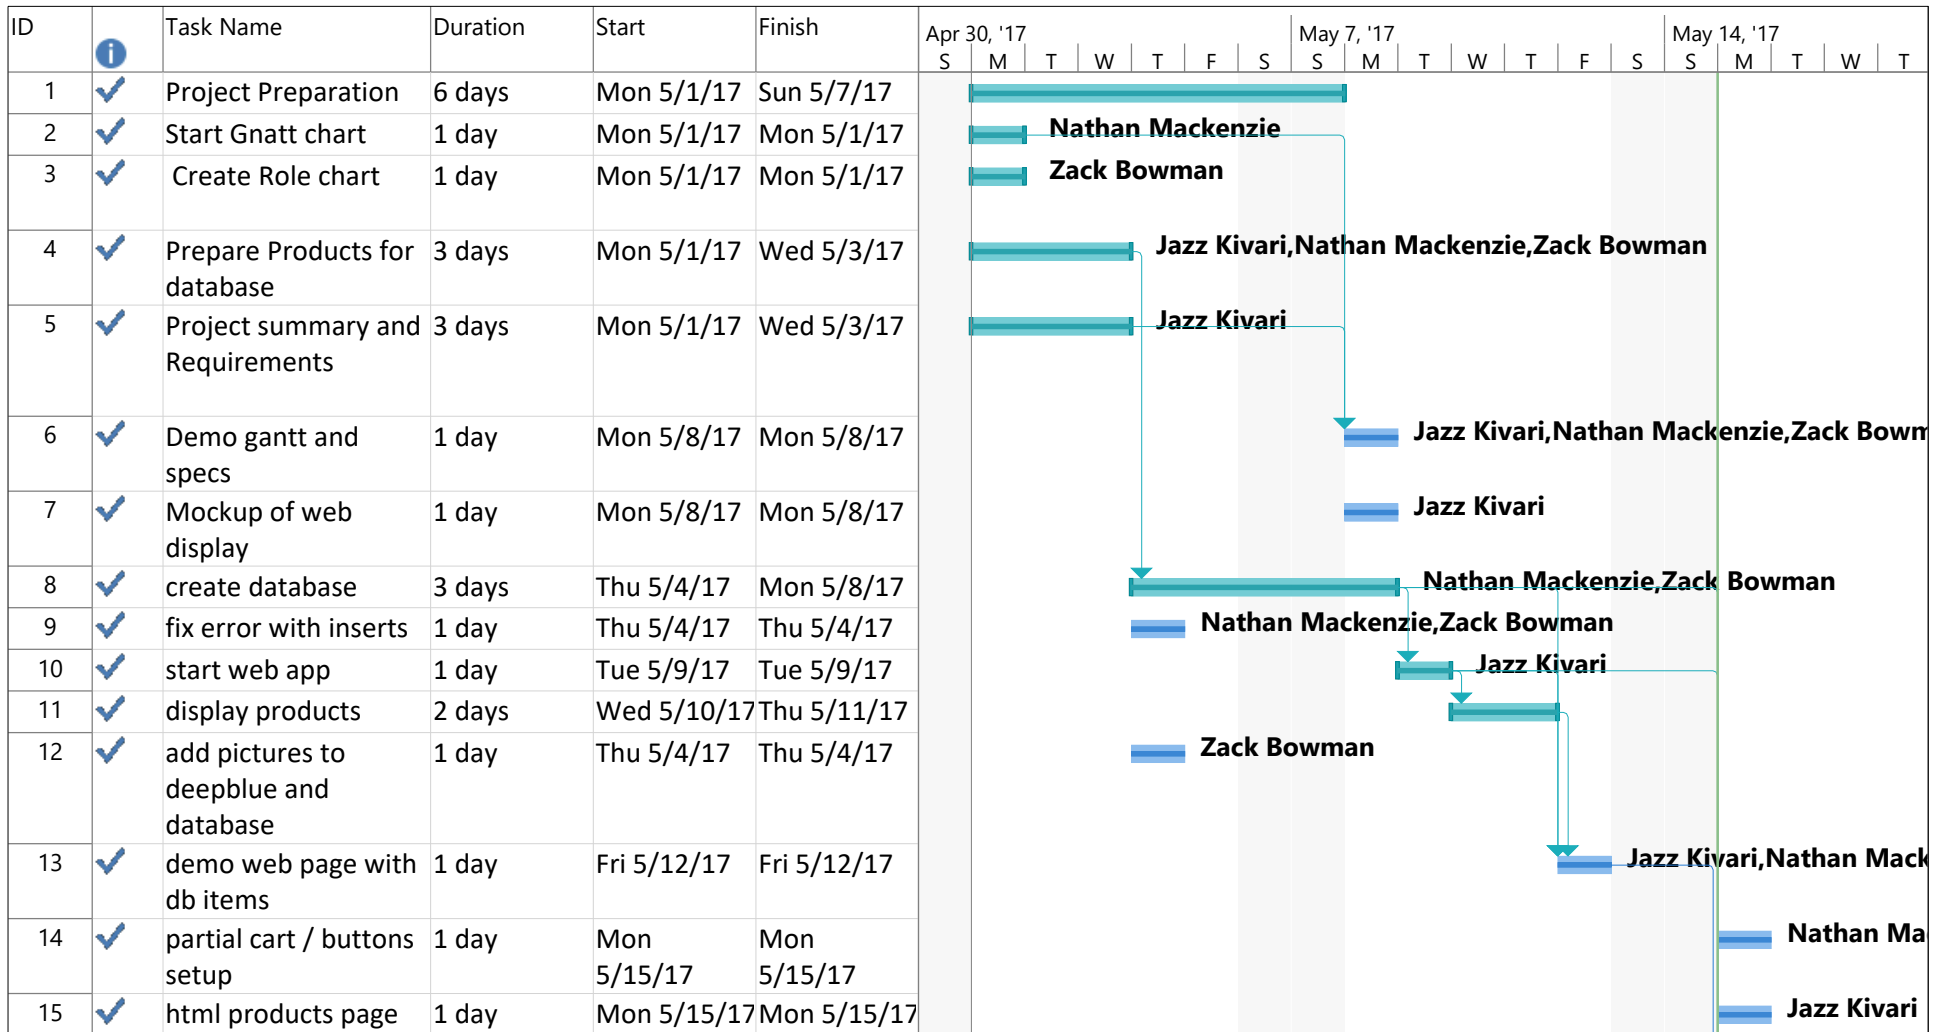 ID Task Name Duration Start Finish Apr 30, '17 May 7, '17 May 14, '17
S M T W T F S S M T W T F S S M T W T
1 Project Preparation 6 days Mon 5/1/17 Sun 5/7/17
2 Start Gnatt chart 1 day Mon 5/1/17 Mon 5/1/17 Nathan Mackenzie
3 Create Role chart 1 day Mon 5/1/17 Mon 5/1/17 Zack Bowman
4 Prepare Products for 3 days Mon 5/1/17 Wed 5/3/17 Jazz Kivari,Nathan Mackenzie,Zack Bowman
database
5 Project summary and 3 days Mon 5/1/17 Wed 5/3/17 Jazz Kivari
Requirements
6 Demo gantt and 1 day Mon 5/8/17 Mon 5/8/17 Jazz Kivari,Nathan Mackenzie,Zack Bowm
specs
7 Mockup of web 1 day Mon 5/8/17 Mon 5/8/17 Jazz Kivari
display
8 create database 3 days Thu 5/4/17 Mon 5/8/17 Nathan Mackenzie,Zack Bowman
9 fix error with inserts 1 day Thu 5/4/17 Thu 5/4/17 Nathan Mackenzie,Zack Bowman
10 start web app 1 day Tue 5/9/17 Tue 5/9/17 Jazz Kivari
11 display products 2 days Wed 5/10/17 Thu 5/11/17
12 add pictures to 1 day Thu 5/4/17 Thu 5/4/17 Zack Bowman
deepblue and
database
13 demo web page with 1 day Fri 5/12/17 Fri 5/12/17 Jazz Kivari,Nathan Mack
db items
14 partial cart / buttons 1 day Mon Mon Nathan Ma
setup 5/15/17 5/15/17
15 html products page 1 day Mon 5/15/17 Mon 5/15/17 Jazz Kivari